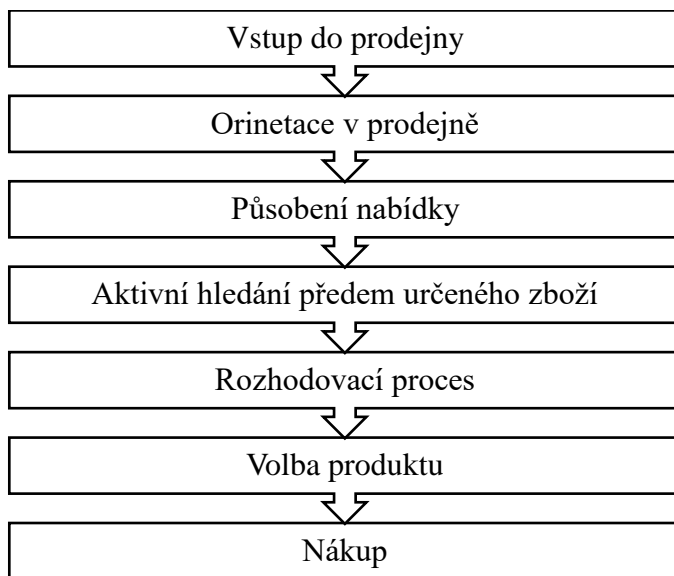 Vstup do prodejny
Orinetace v prodejně
Působení nabídky
Aktivní hledání předem určeného zboží
Rozhodovací proces
Volba produktu
Nákup